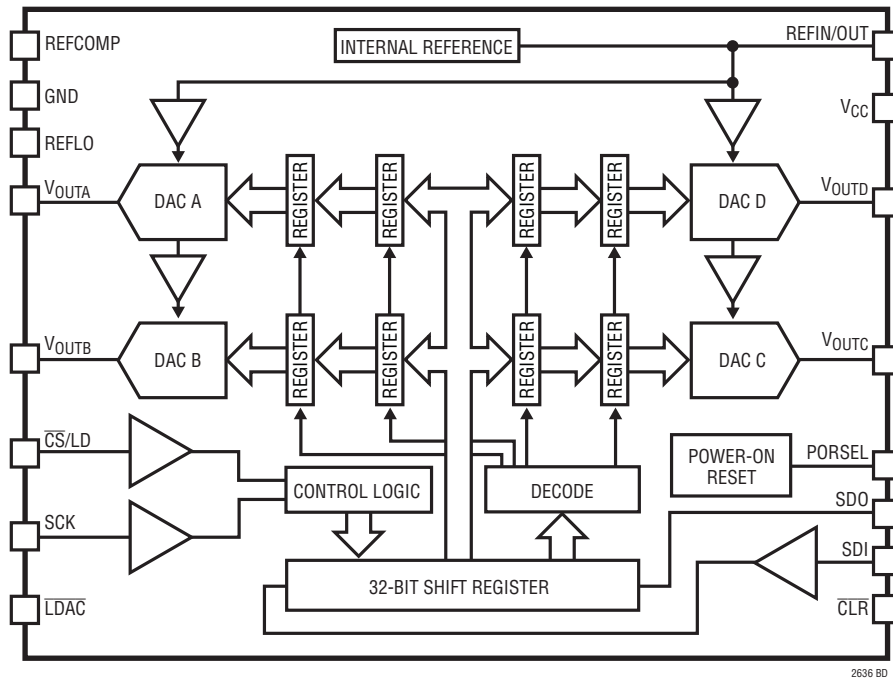 REFCOMP
INTERNAL REFERENCE
REFIN/OUT
GND
VCC
REFLO
VOUTA
DAC A
REGISTER
REGISTER
REGISTER
REGISTER
DAC D
VOUTD
VOUTB
DAC B
REGISTER
REGISTER
REGISTER
REGISTER
DAC C
VOUTC
CS/LD
CONTROL LOGIC
DECODE
POWER-ON
RESET
PORSEL
SCK
SDO
32-BIT SHIFT REGISTER
SDI
LDAC
CLR
2636 BD